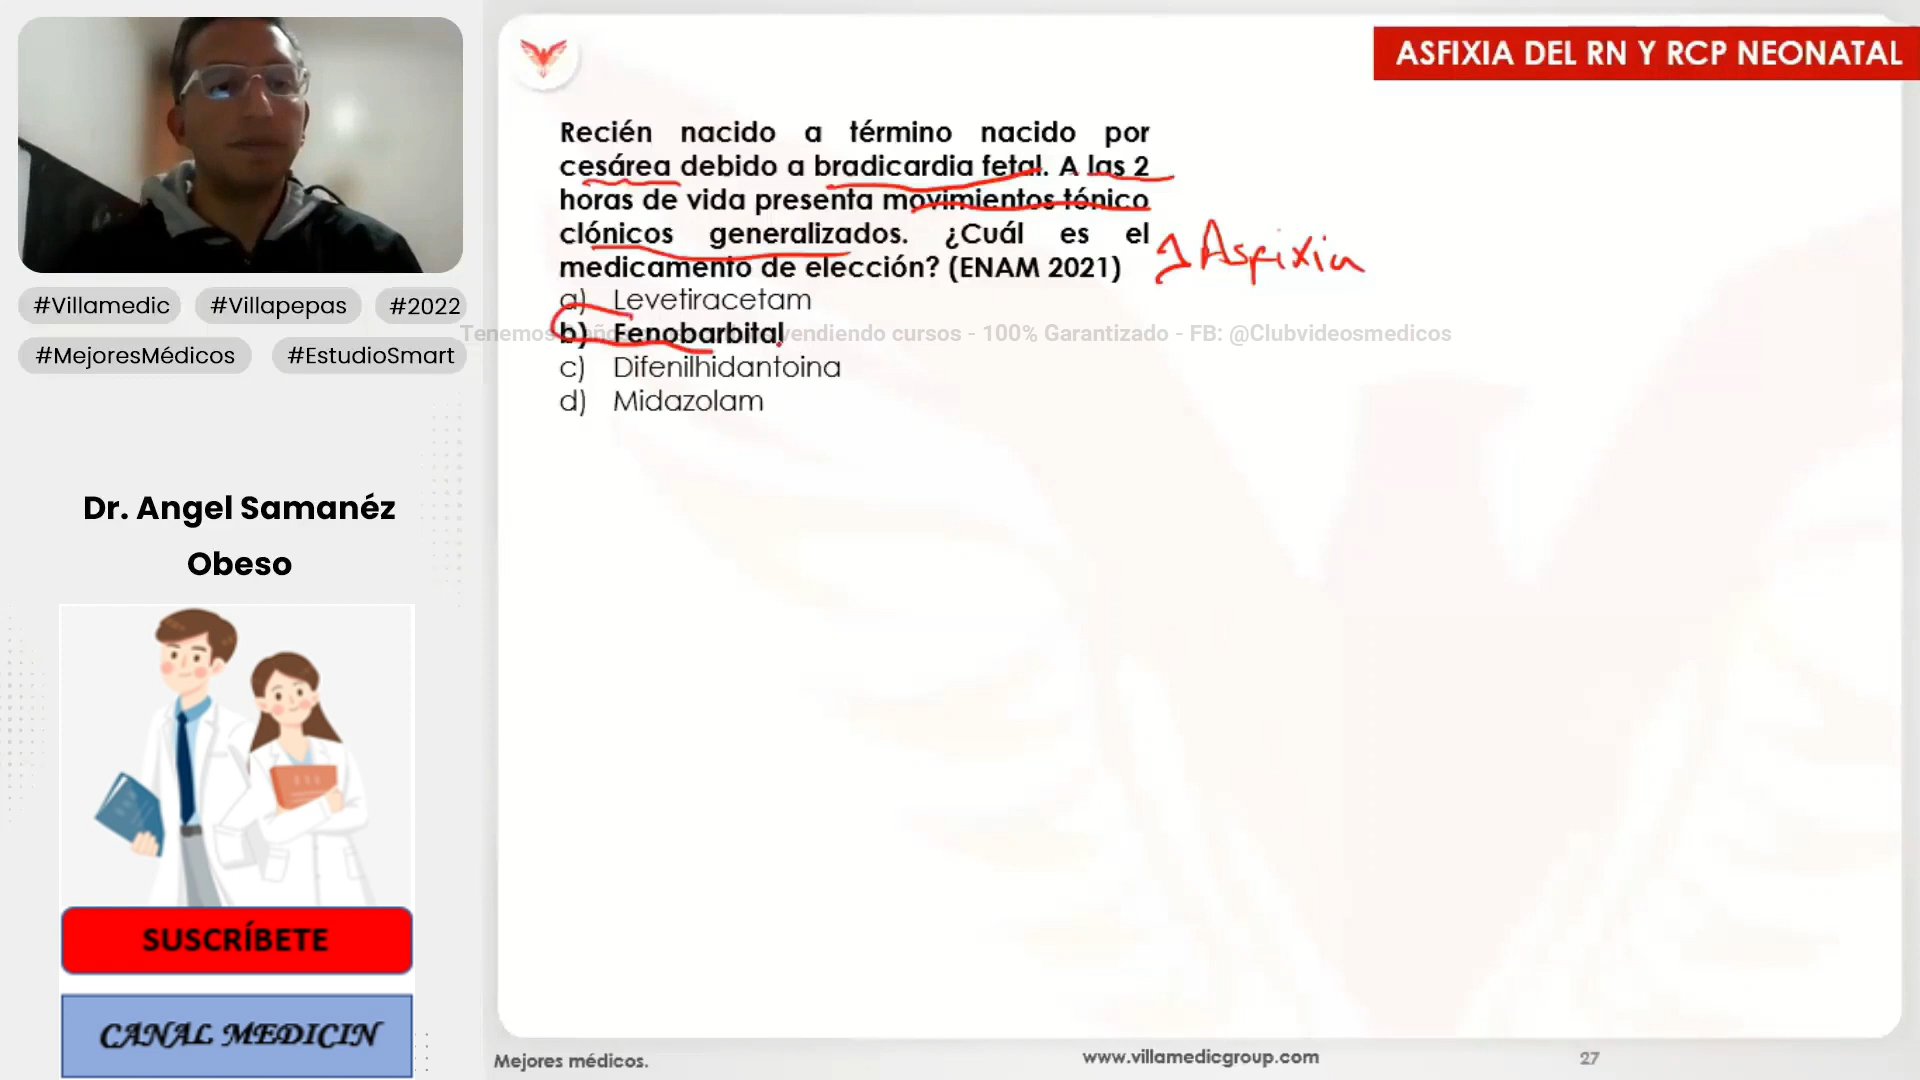 ASFIXIA DEL RN Y RCP NEONATAL
Recién nacido a término nacido por
cesárea debido a bradicardia fetal. A las 2
horas de vida presenta movimientos tónico
clónicos generalizados. ¿Cuál es el
medicamento de elección? (ENAM 2021)
Asfixia
a) Levetiracetam
b) Fenobarbital
Tenemos vendiendo cursos - 100% Garantizado - FB: @Clubvideosmedicos
c) Difenilhidantoina
d) Midazolam
#Villamedic #Villapepas #2022
#MejoresMédicos #EstudioSmart
Dr. Angel Samanéz
Obeso
SUSCRÍBETE
CANAL MEDICIN
Mejores médicos.
www.villamedicgroup.com
27